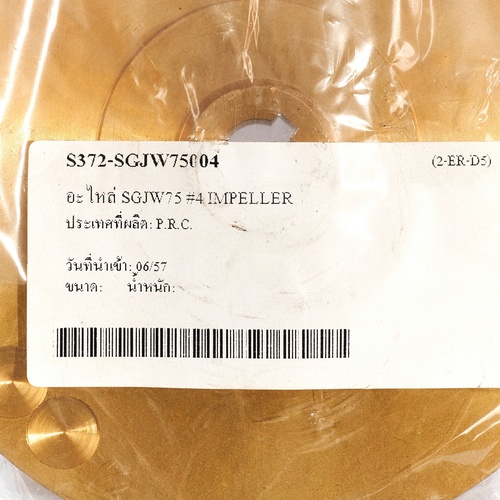 S372-SGJW75004 (2-ER-D5)
อะไหล่ SGJW75 #4 IMPELLER
ประเทศที่ผลิต: P.R.C.
วันที่นำเข้า: 06/57
ขนาด: น้ำหนัก: